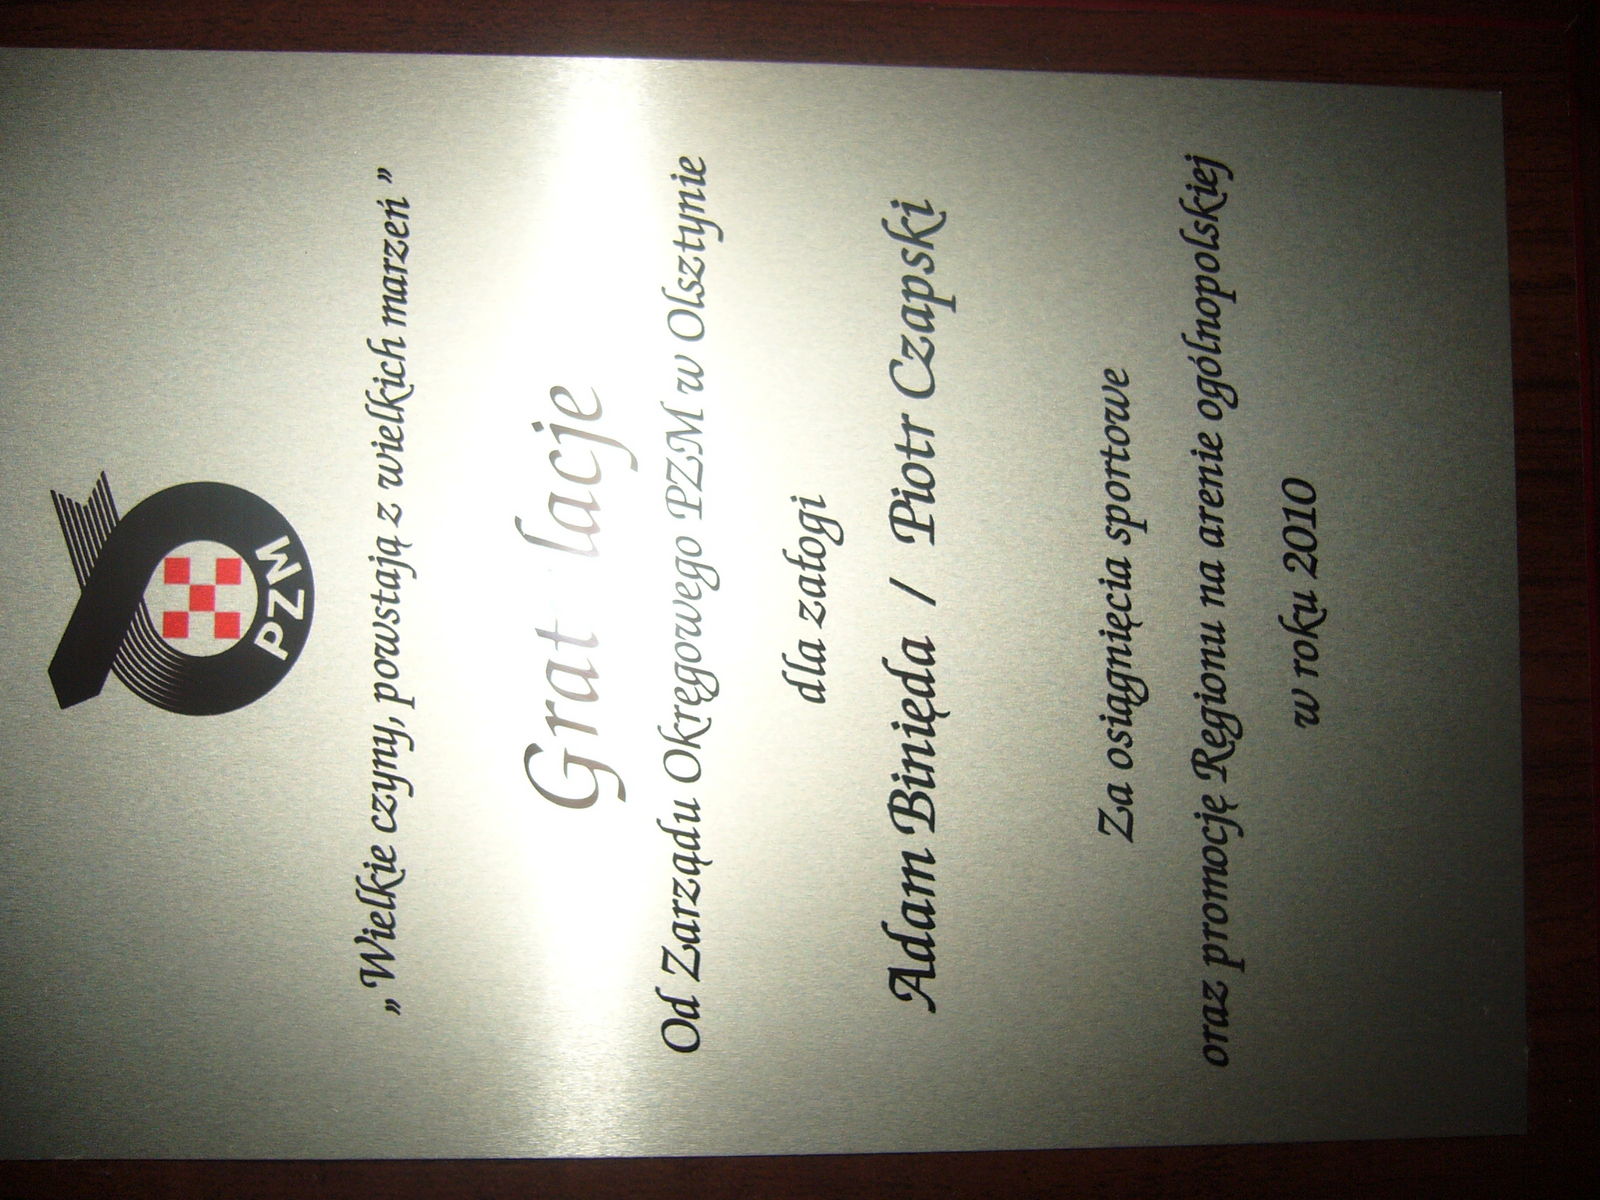 PZM
„Wielkie czyny, powstają z wielkich marzeń”
Grat lacje
Od Zarządu Okręgowego PZM w Olsztynie
dla załogi
Adam Binięda / Piotr Czapski
Za osiągnięcia sportowe
oraz promocję Regionu na arenie ogólnopolskiej
w roku 2010